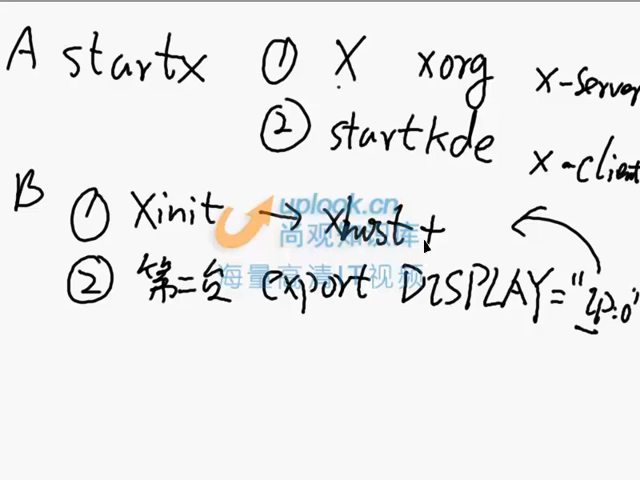 A startx ① X xorg x-server
② startkde x-client
B ① Xinit → xhost +
② 第二台 export DISPLAY="ip:0"
uplook.cn
尚观知识库
海量高清IT视频